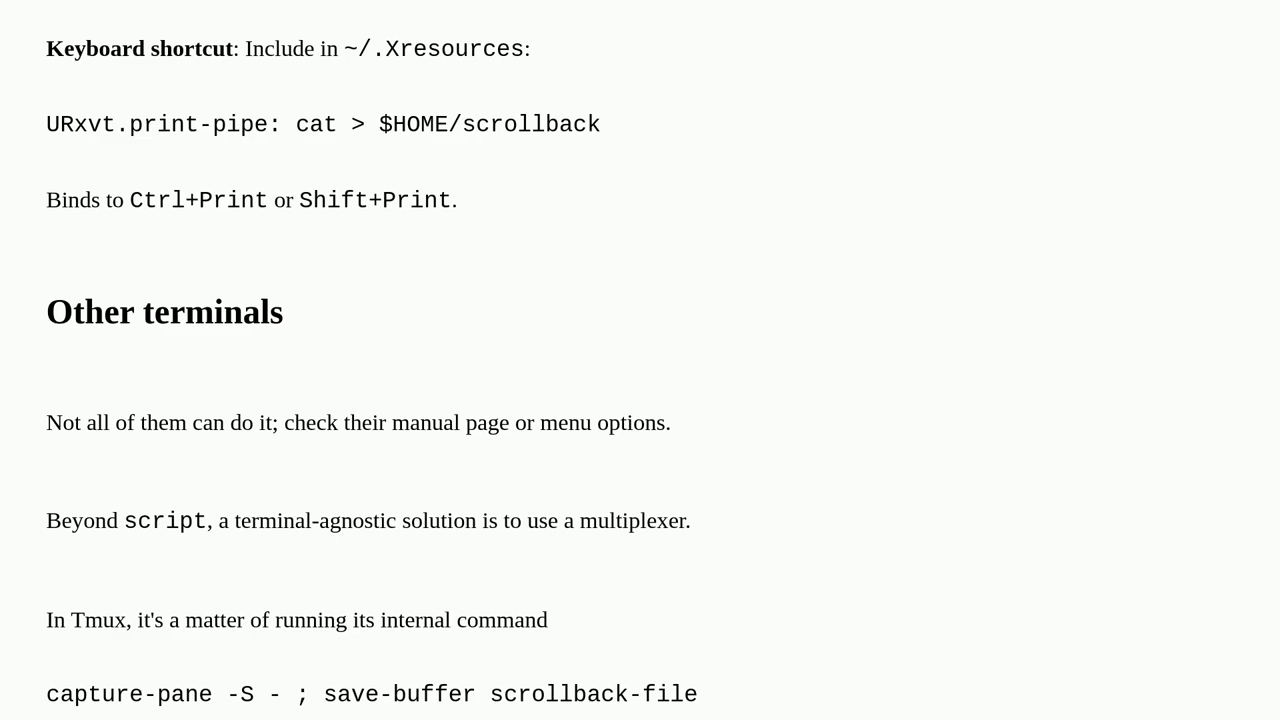 Keyboard shortcut: Include in ~/.Xresources:
URxvt.print-pipe: cat > $HOME/scrollback
Binds to Ctrl+Print or Shift+Print.
Other terminals
Not all of them can do it; check their manual page or menu options.
Beyond script, a terminal-agnostic solution is to use a multiplexer.
In Tmux, it's a matter of running its internal command
capture-pane -S - ; save-buffer scrollback-file